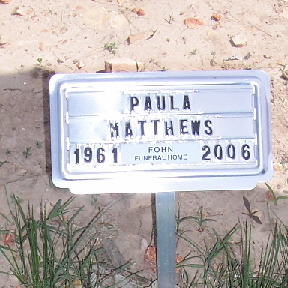 PAULA
MATTHEWS
1961 FOHN 2006
FUNERAL HOME